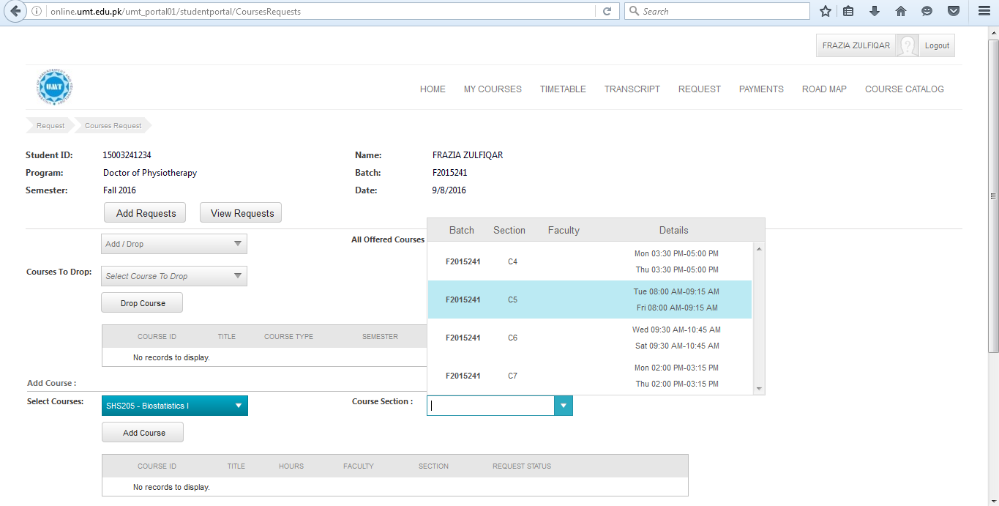 online.umt.edu.pk/umt_portal01/studentportal/CoursesRequests
Search
FRAZIA ZULFIQAR
Logout
UMT
HOME MY COURSES TIMETABLE TRANSCRIPT REQUEST PAYMENTS ROAD MAP COURSE CATALOG
Request Courses Request
Student ID: 15003241234 Name: FRAZIA ZULFIQAR
Program: Doctor of Physiotherapy Batch: F2015241
Semester: Fall 2016 Date: 9/8/2016
Add Requests View Requests
Add / Drop All Offered Courses
Courses To Drop: Select Course To Drop
Drop Course
COURSE ID TITLE COURSE TYPE SEMESTER
No records to display.
Batch Section Faculty Details
F2015241 C4 Mon 03:30 PM-05:00 PM
Thu 03:30 PM-05:00 PM
F2015241 C5 Tue 08:00 AM-09:15 AM
Fri 08:00 AM-09:15 AM
F2015241 C6 Wed 09:30 AM-10:45 AM
Sat 09:30 AM-10:45 AM
F2015241 C7 Mon 02:00 PM-03:15 PM
Thu 02:00 PM-03:15 PM
Add Course :
Select Courses: SHS205 - Biostatistics I Course Section :
Add Course
COURSE ID TITLE HOURS FACULTY SECTION REQUEST STATUS
No records to display.